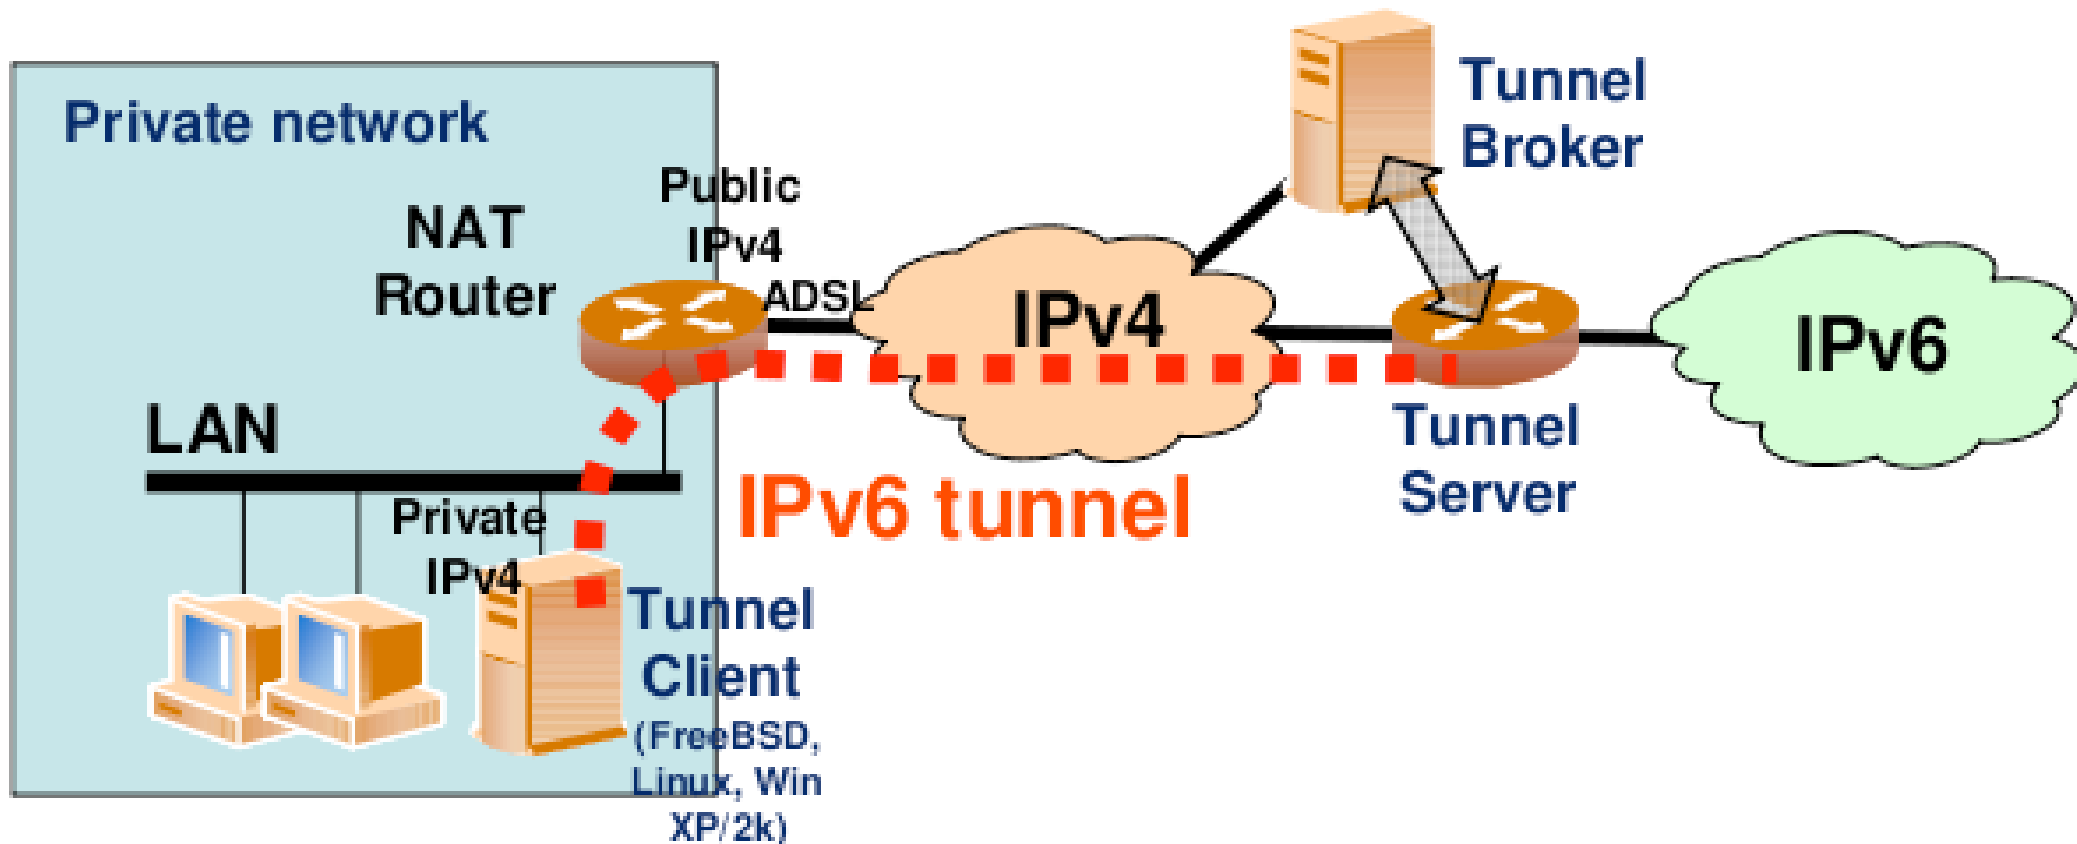 Private network
NAT
Router
Public
IPv4
ADSL
Tunnel
Broker
IPv4
IPv6
Tunnel
Server
LAN
IPv6 tunnel
Private
IPv4
Tunnel
Client
(FreeBSD,
Linux, Win
XP/2k)